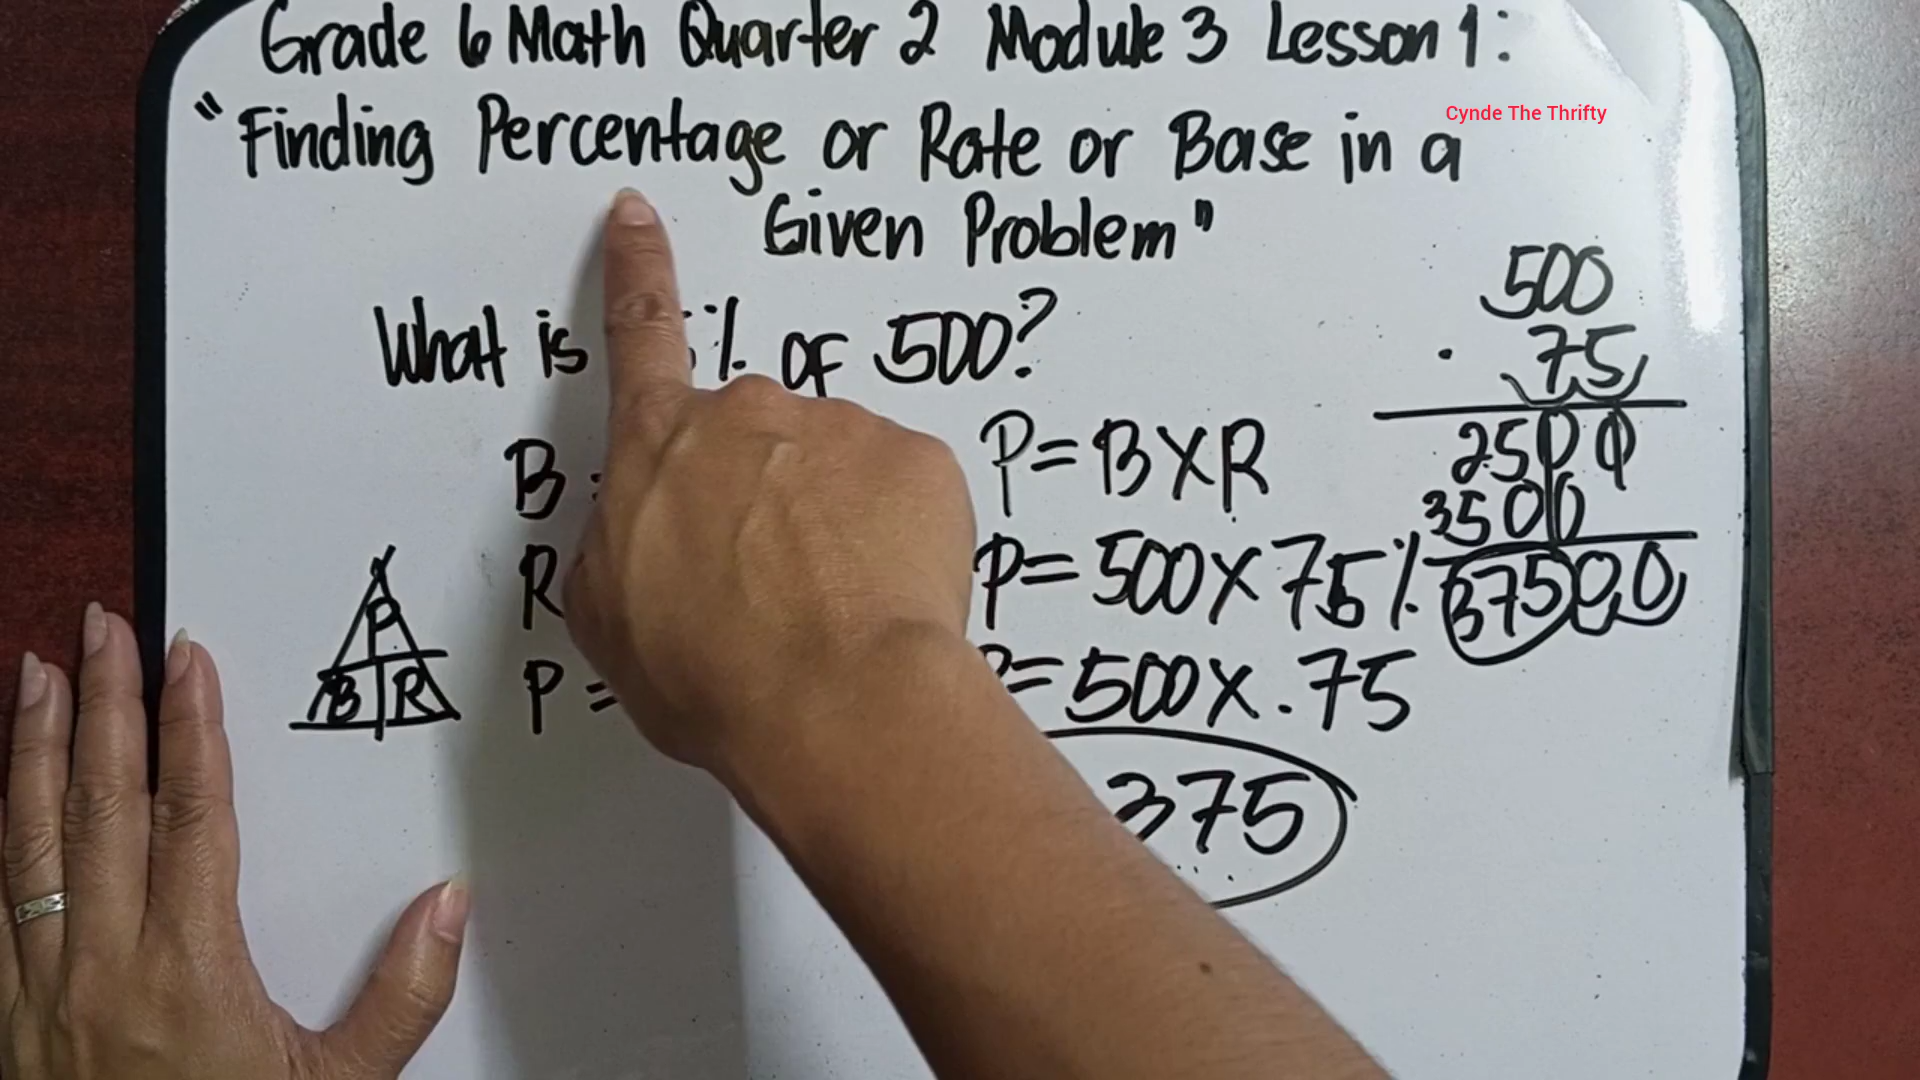 Grade 6 Math Quarter 2 Module 3 Lesson 1:
Cynde The Thrifty
"Finding Percentage or Rate or Base in a
Given Problem"
What is 5% of 500?
B =
R
P =
P
B R
P = B X R
P = 500 X 75%
P = 500 X .75
375
500
. 75
2500
3500
37500